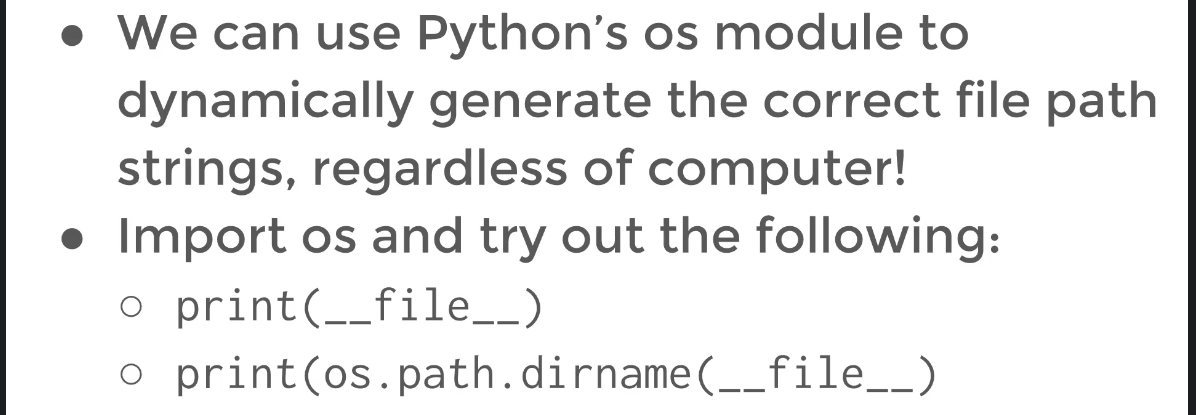 ● We can use Python’s os module to
dynamically generate the correct file path
strings, regardless of computer!
● Import os and try out the following:
○ print(__file__)
○ print(os.path.dirname(__file__)